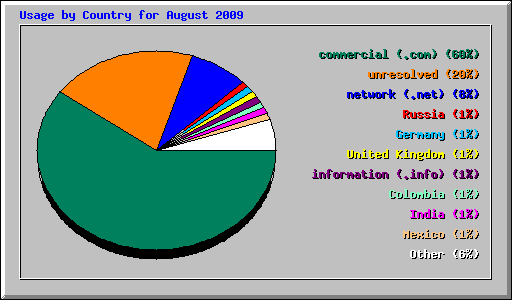 Usage by Country for August 2009
commercial (.com) (60%)
unresolved (20%)
network (.net) (8%)
Russia (1%)
Germany (1%)
United Kingdom (1%)
information (.info) (1%)
Colombia (1%)
India (1%)
Mexico (1%)
Other (6%)